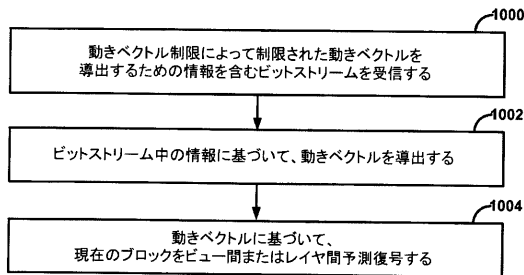 1000
動きベクトル制限によって制限された動きベクトルを
導出するための情報を含むビットストリームを受信する
1002
ビットストリーム中の情報に基づいて、動きベクトルを導出する
1004
動きベクトルに基づいて、
現在のブロックをビュー間またはレイヤ間予測復号する